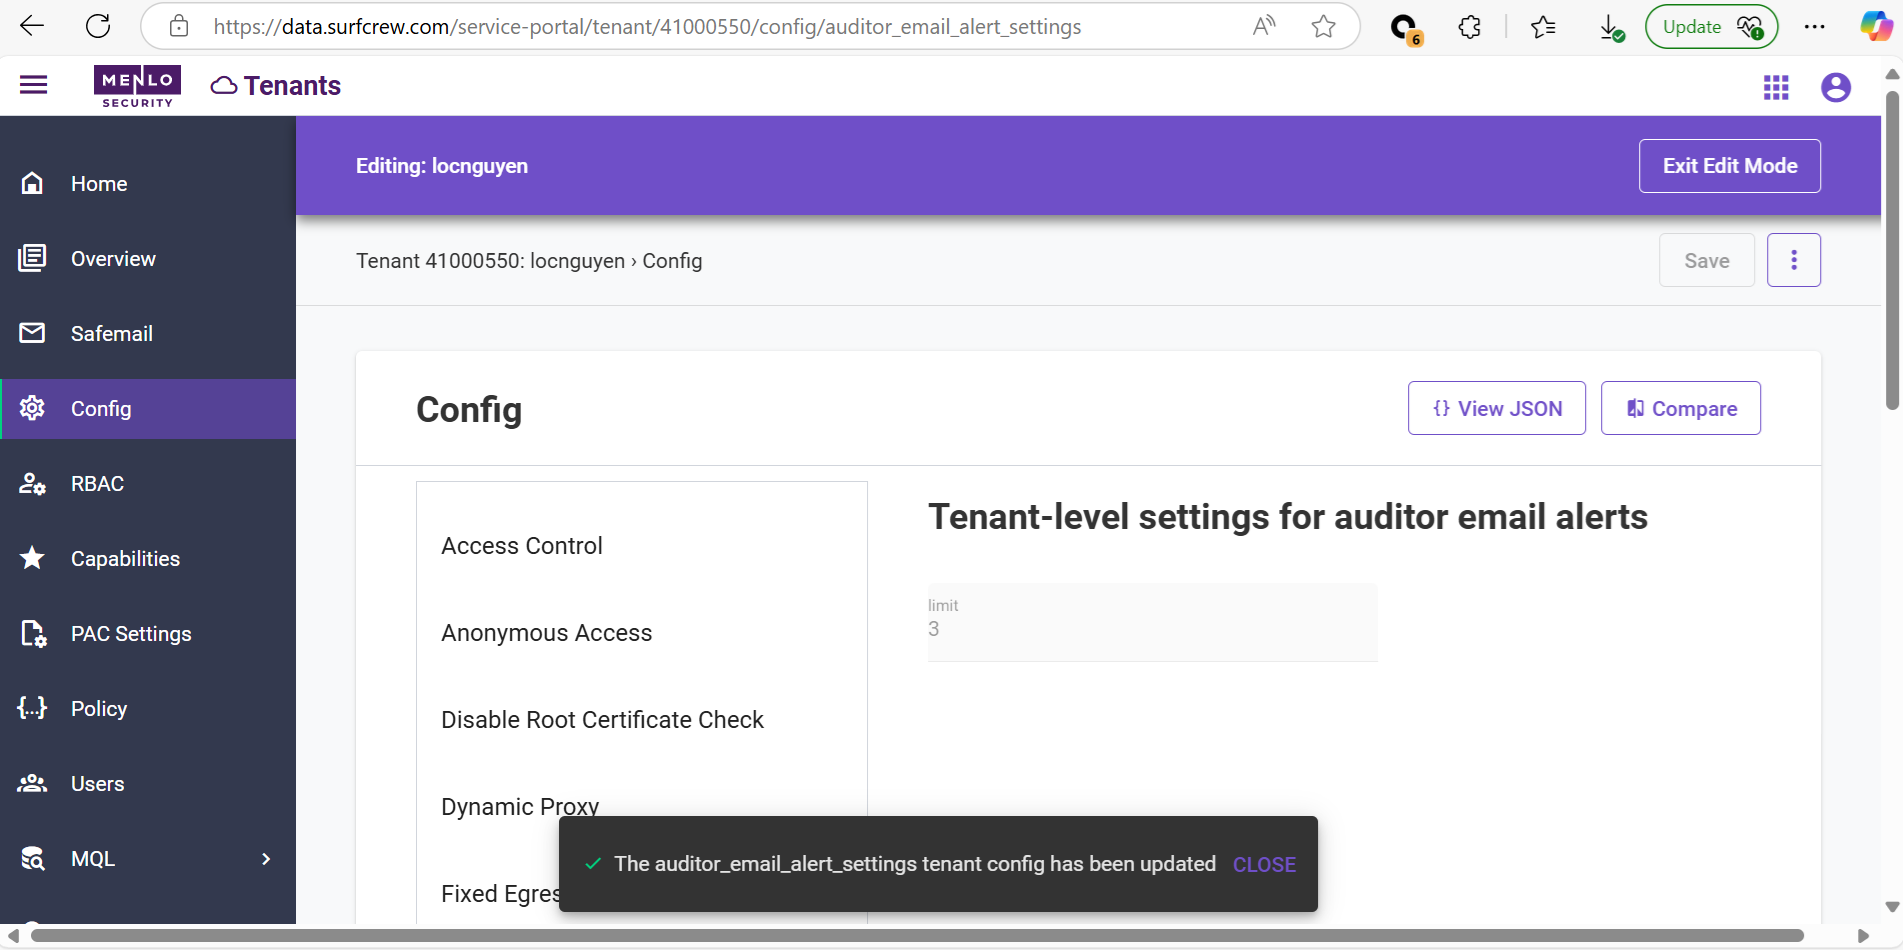 https://data.surfcrew.com/service-portal/tenant/41000550/config/auditor_email_alert_settings
A
6
Update
MENLO
SECURITY
Tenants
Home
Overview
Safemail
Config
RBAC
Capabilities
PAC Settings
Policy
Users
MQL
Editing: locnguyen
Exit Edit Mode
Tenant 41000550: locnguyen › Config
Save
Config
{} View JSON
Compare
Access Control
Anonymous Access
Disable Root Certificate Check
Dynamic Proxy
Fixed Egres
Tenant-level settings for auditor email alerts
limit
3
The auditor_email_alert_settings tenant config has been updated
CLOSE